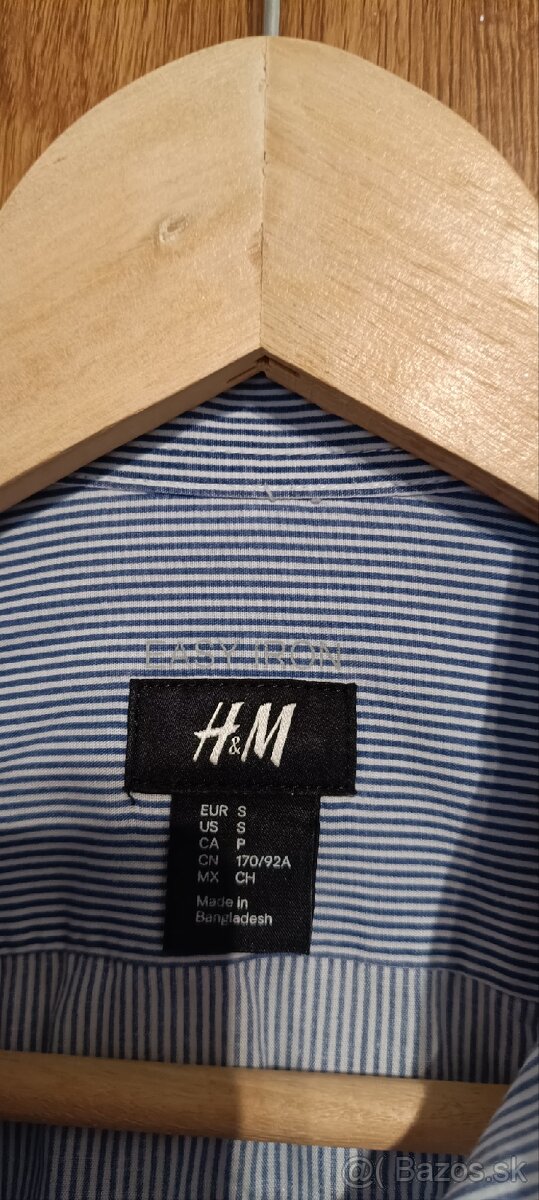 EASY IRON
H&M
EUR S
US S
CA P
CN 170/92A
MX CH
Made in
Bangladesh
@( Bazos.sk